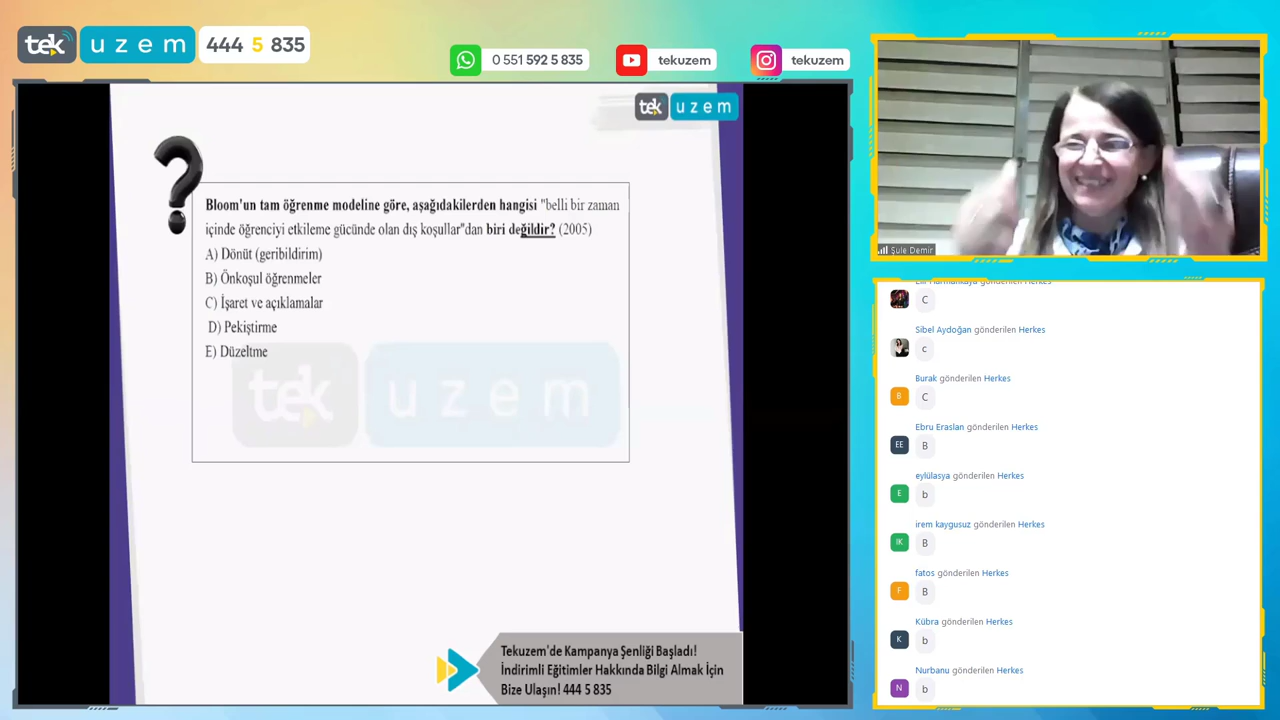 tek uzem 444 5 835
0 551 592 5 835
tekuzem
tekuzem
tek uzem
?
Bloom'un tam öğrenme modeline göre, aşağıdakilerden hangisi "belli bir zaman
içinde öğrenciyi etkileme gücünde olan dış koşullar"dan biri değildir? (2005)
A) Dönüt (geribildirim)
B) Önkoşul öğrenmeler
C) İşaret ve açıklamalar
D) Pekiştirme
E) Düzeltme
tek uzem
Tekuzem'de Kampanya Şenliği Başladı!
İndirimli Eğitimler Hakkında Bilgi Almak İçin
Bize Ulaşın! 444 5 835
Şule Demir
gönderilen Herkes
C
Sibel Aydoğan gönderilen Herkes
c
Burak gönderilen Herkes
B
C
Ebru Eraslan gönderilen Herkes
EE
B
eylülasya gönderilen Herkes
E
b
irem kaygusuz gönderilen Herkes
IK
B
fatos gönderilen Herkes
F
B
Kübra gönderilen Herkes
K
b
Nurbanu gönderilen Herkes
N
b